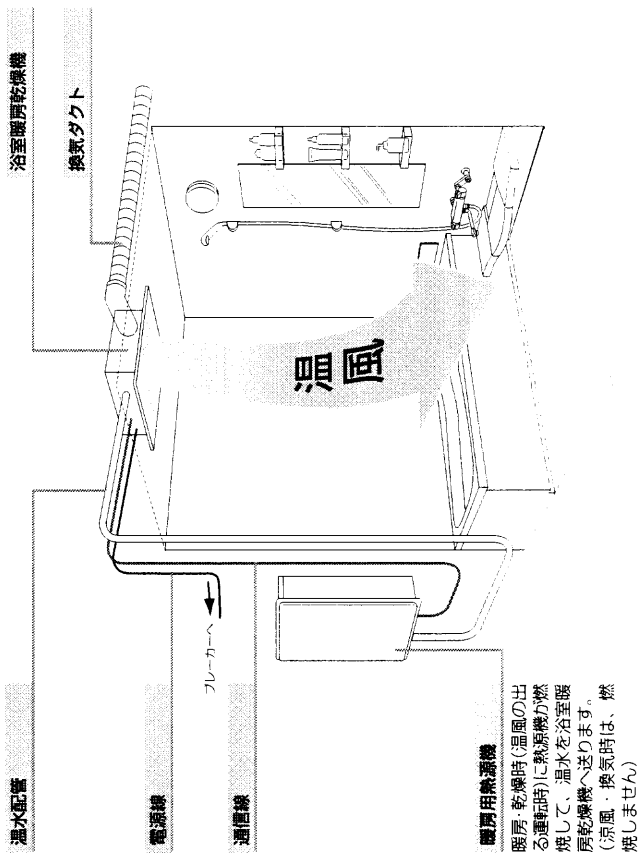 浴室暖房乾燥機
換気ダクト
温水配管
電源線
ブレーカーへ
通信線
温風
暖房用熱源機
暖房・乾燥時(温風の出
る運転時)に熱源機が燃
焼して、温水を浴室暖
房乾燥機へ送ります。
(涼風・換気時は、燃
焼しません)